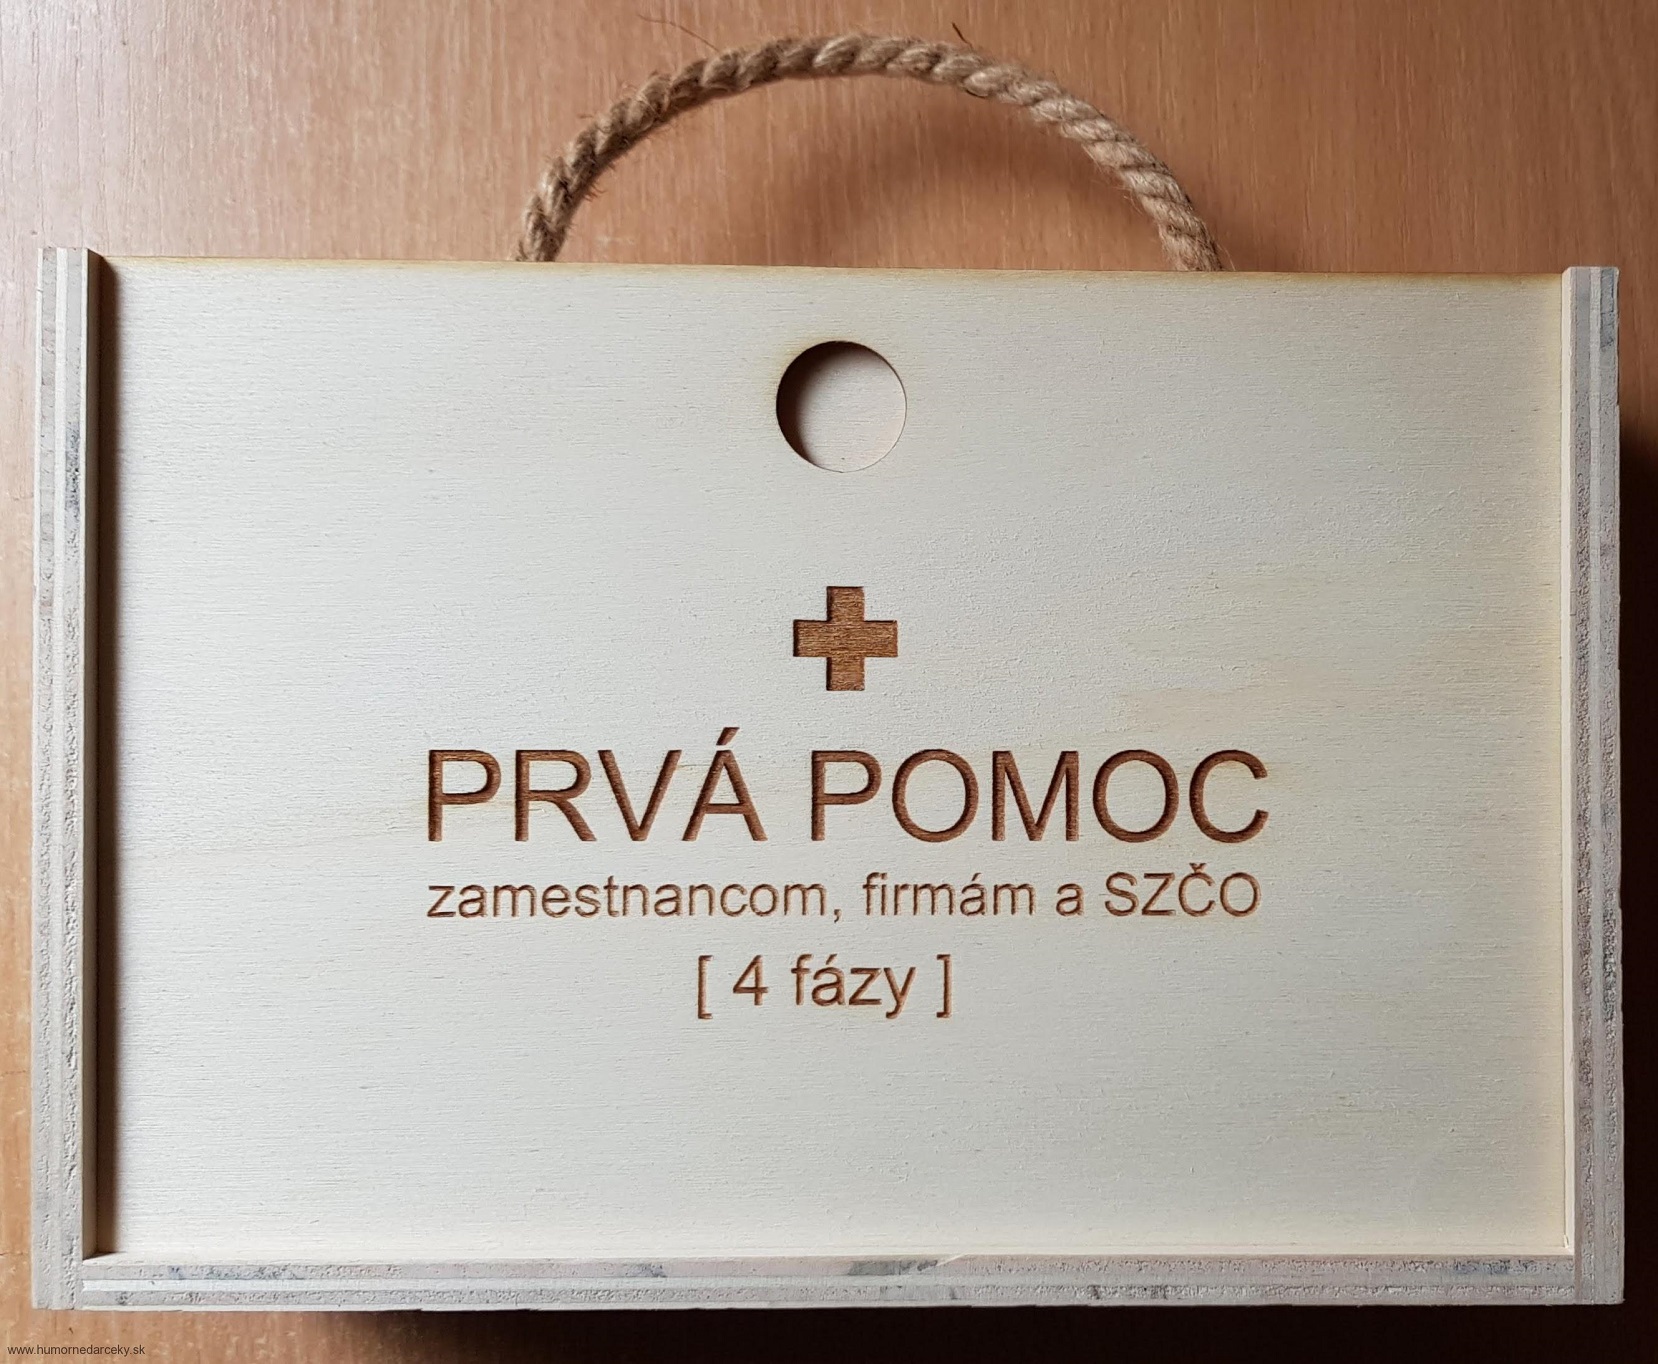 PRVÁ POMOC
zamestnancom, firmám a SZČO
[ 4 fázy ]
www.humornedarceky.sk